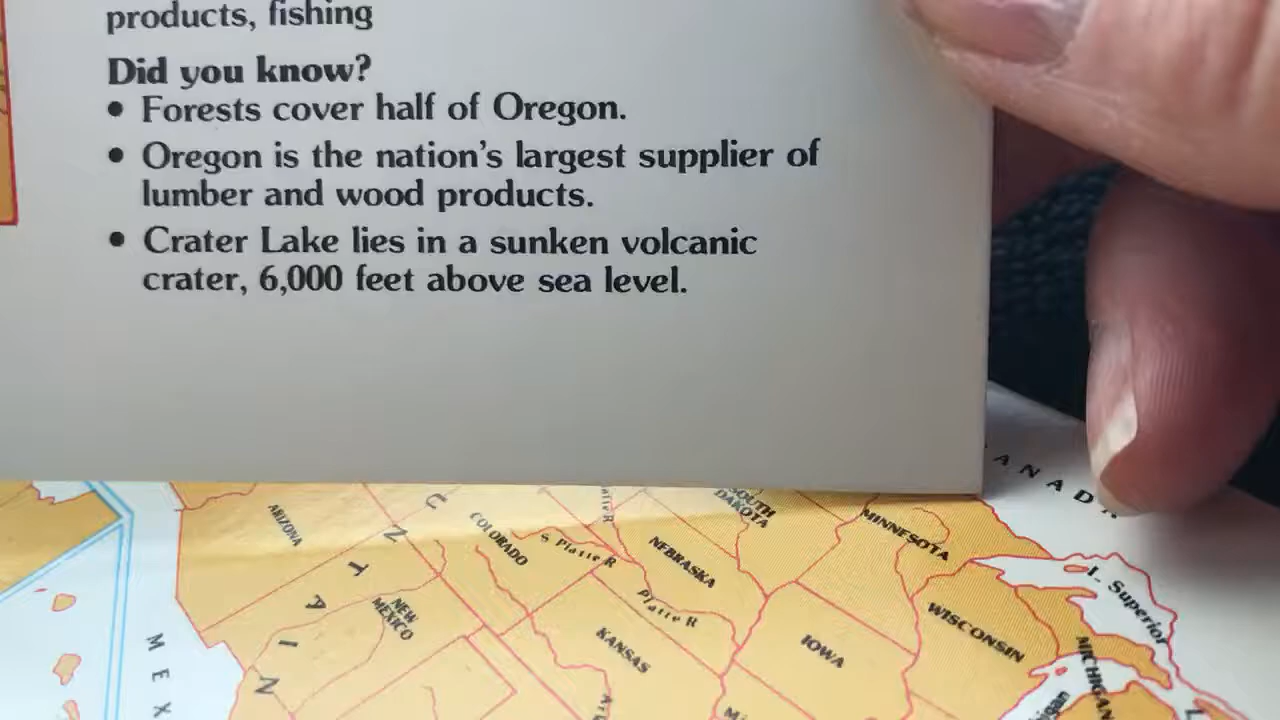 products, fishing
Did you know?
• Forests cover half of Oregon.
• Oregon is the nation's largest supplier of
lumber and wood products.
• Crater Lake lies in a sunken volcanic
crater, 6,000 feet above sea level.
ANAD
SOUTH
DAKOTA
MINNESOTA
ARIZONA
COLORADO
S Platte R
NEBRASKA
L. Superior
Platte R
NEW
MEXICO
KANSAS
IOWA
WISCONSIN
MICHIGAN
M E X